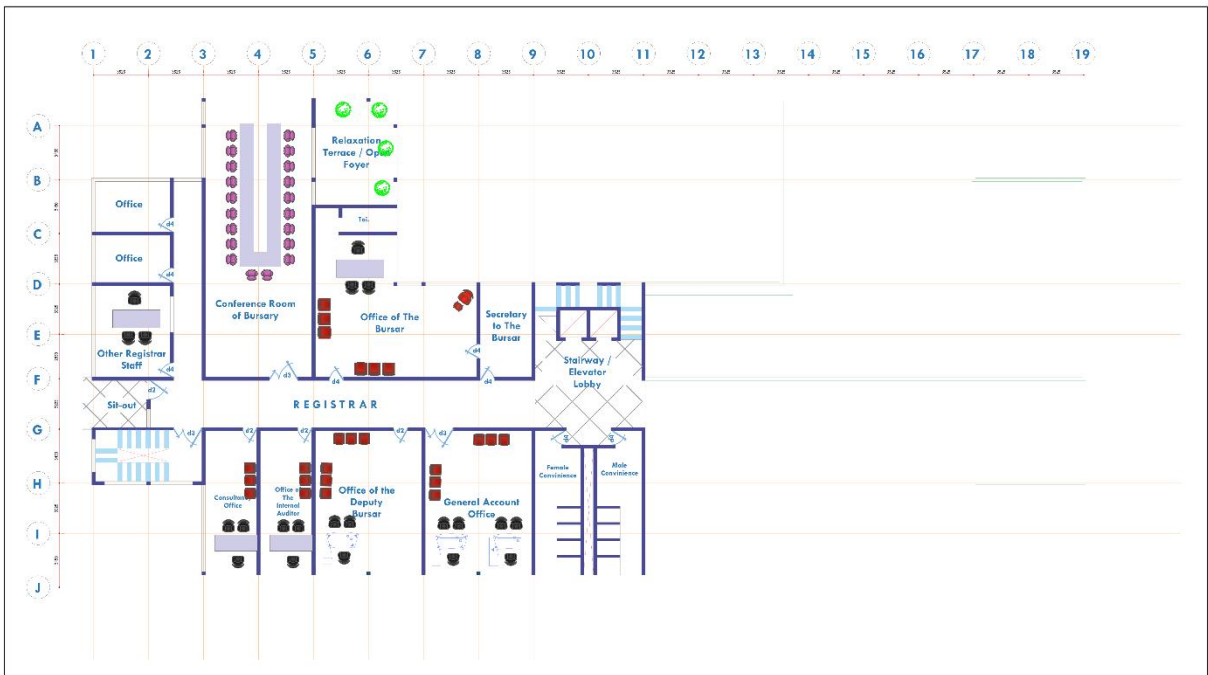 1 2 3 4 5 6 7 8 9 10 11 12 13 14 15 16 17 18 19
A
Relaxation
Terrace / Open
Foyer
B
Office
Toi.
d4
C
Office
d4
D
Conference Room
of Bursary
Office of The
Bursar
Secretary
to The
Bursar
E
Other Registrar
Staff
d4
Stairway /
Elevator
Lobby
d4
F
d3
d4
d4
d2
Sit-out
REGISTRAR
G
d3
d2
d2
d2
d3
H
Female
Convinience
Male
Convinience
Consultancy
Office
Office of
The
Internal
Auditor
Office of the
Deputy
Bursar
General Account
Office
I
J